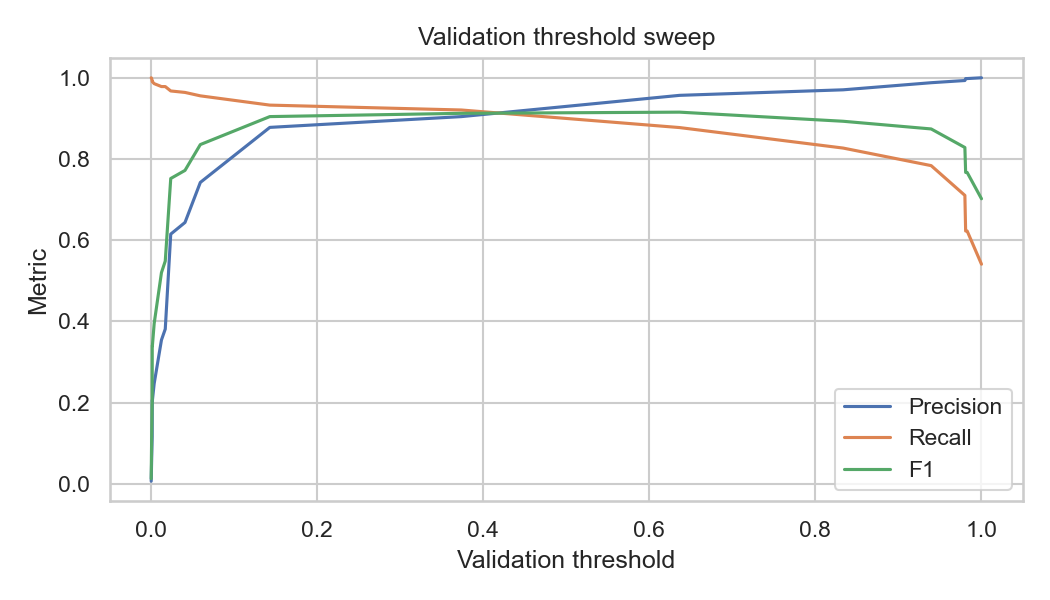 Validation threshold sweep
1.0
0.8
0.6
0.4
0.2
0.0
Metric
Precision
Recall
F1
0.0 0.2 0.4 0.6 0.8 1.0
Validation threshold